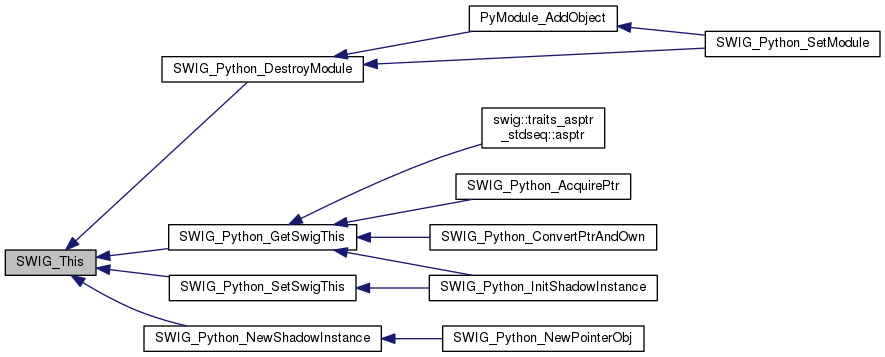 PyModule_AddObject
SWIG_Python_SetModule
SWIG_Python_DestroyModule
swig::traits_asptr
_stdseq::asptr
SWIG_Python_AcquirePtr
SWIG_Python_GetSwigThis
SWIG_Python_ConvertPtrAndOwn
SWIG_This
SWIG_Python_SetSwigThis
SWIG_Python_InitShadowInstance
SWIG_Python_NewShadowInstance
SWIG_Python_NewPointerObj